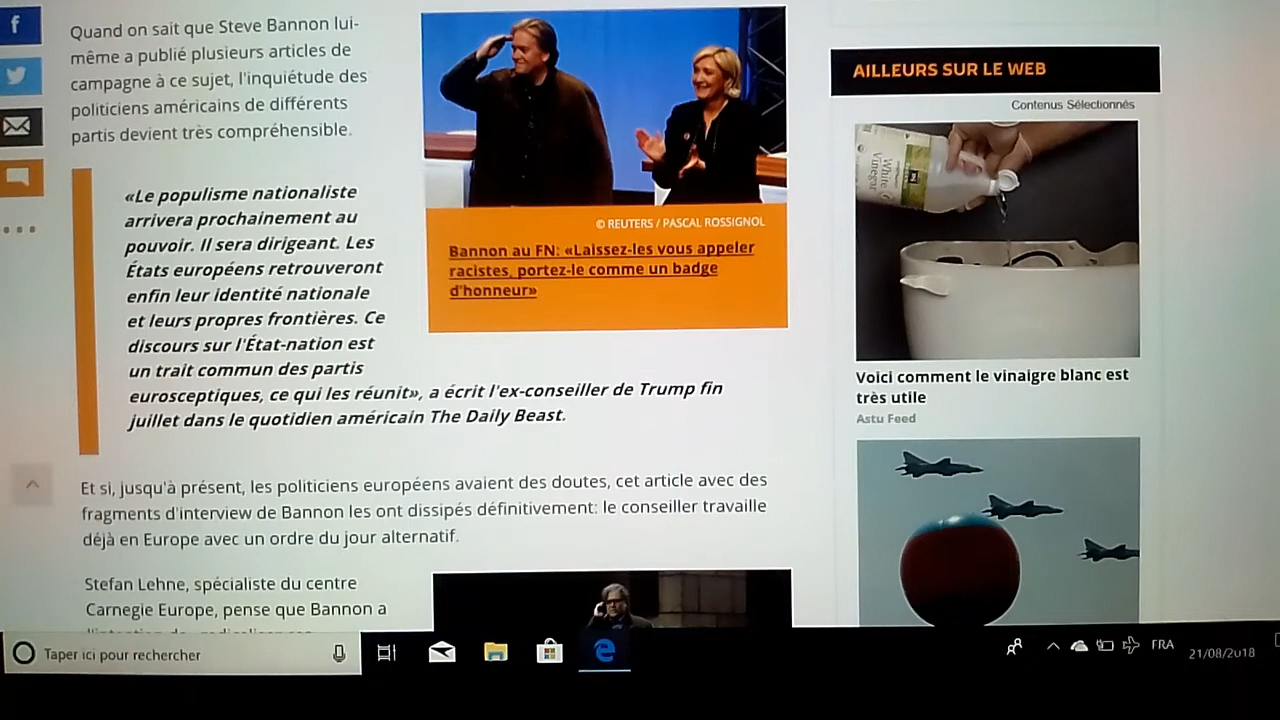 Quand on sait que Steve Bannon lui-
même a publié plusieurs articles de
campagne à ce sujet, l'inquiétude des
politiciens américains de différents
partis devient très compréhensible.
«Le populisme nationaliste
arrivera prochainement au
pouvoir. Il sera dirigeant. Les
États européens retrouveront
enfin leur identité nationale
et leurs propres frontières. Ce
discours sur l'État-nation est
un trait commun des partis
eurosceptiques, ce qui les réunit», a écrit l'ex-conseiller de Trump fin
juillet dans le quotidien américain The Daily Beast.
© REUTERS / PASCAL ROSSIGNOL
Bannon au FN: «Laissez-les vous appeler
racistes, portez-le comme un badge
d'honneur»
Et si, jusqu'à présent, les politiciens européens avaient des doutes, cet article avec des
fragments d'interview de Bannon les ont dissipés définitivement: le conseiller travaille
déjà en Europe avec un ordre du jour alternatif.
Stefan Lehne, spécialiste du centre
Carnegie Europe, pense que Bannon a
AILLEURS SUR LE WEB
Contenus Sélectionnés
White
Vinegar
Voici comment le vinaigre blanc est
très utile
Astu Feed
Taper ici pour rechercher
FRA
21/08/2018